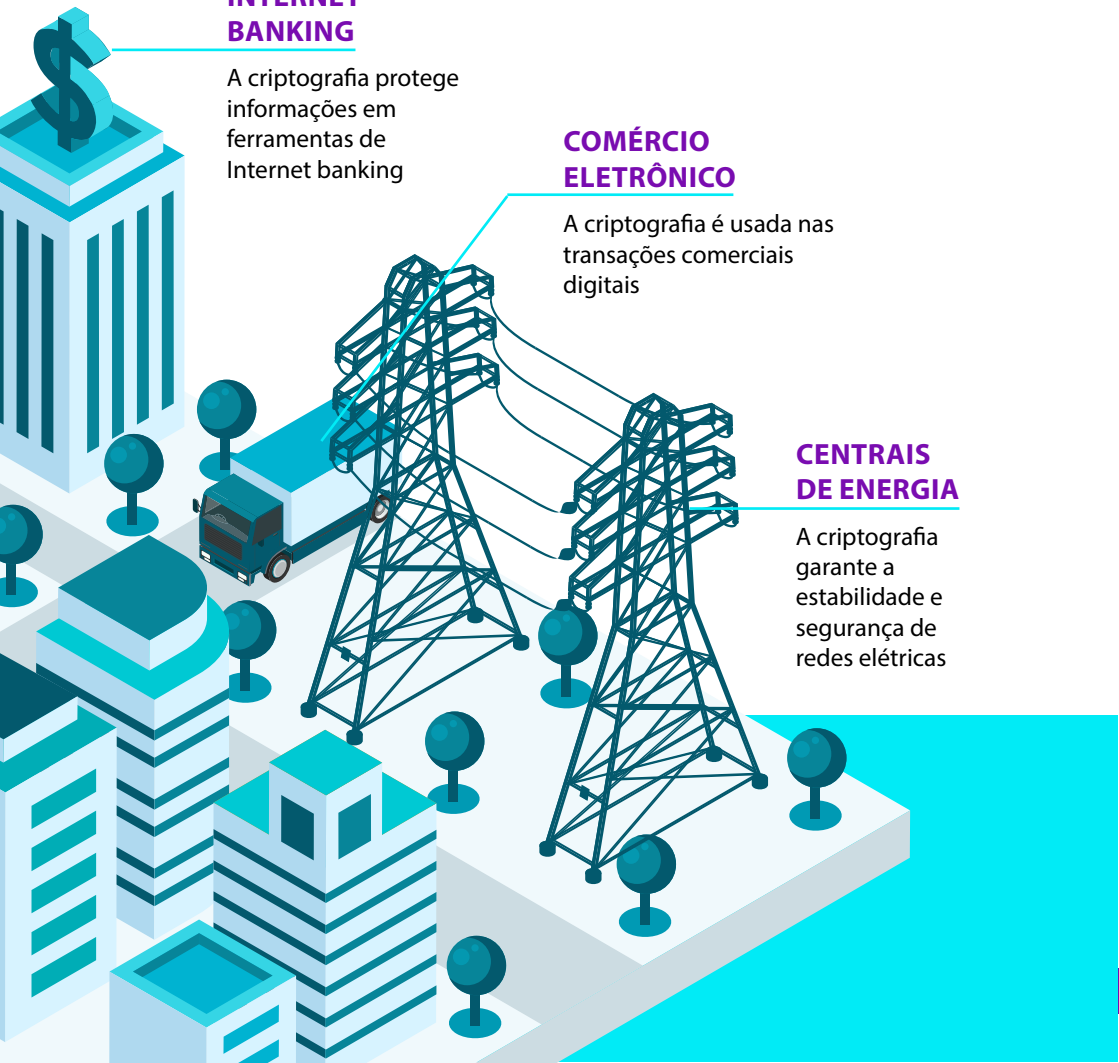 INTERNET
BANKING
A criptografia protege
informações em
ferramentas de
Internet banking
COMÉRCIO
ELETRÔNICO
A criptografia é usada nas
transações comerciais
digitais
CENTRAIS
DE ENERGIA
A criptografia
garante a
estabilidade e
segurança de
redes elétricas